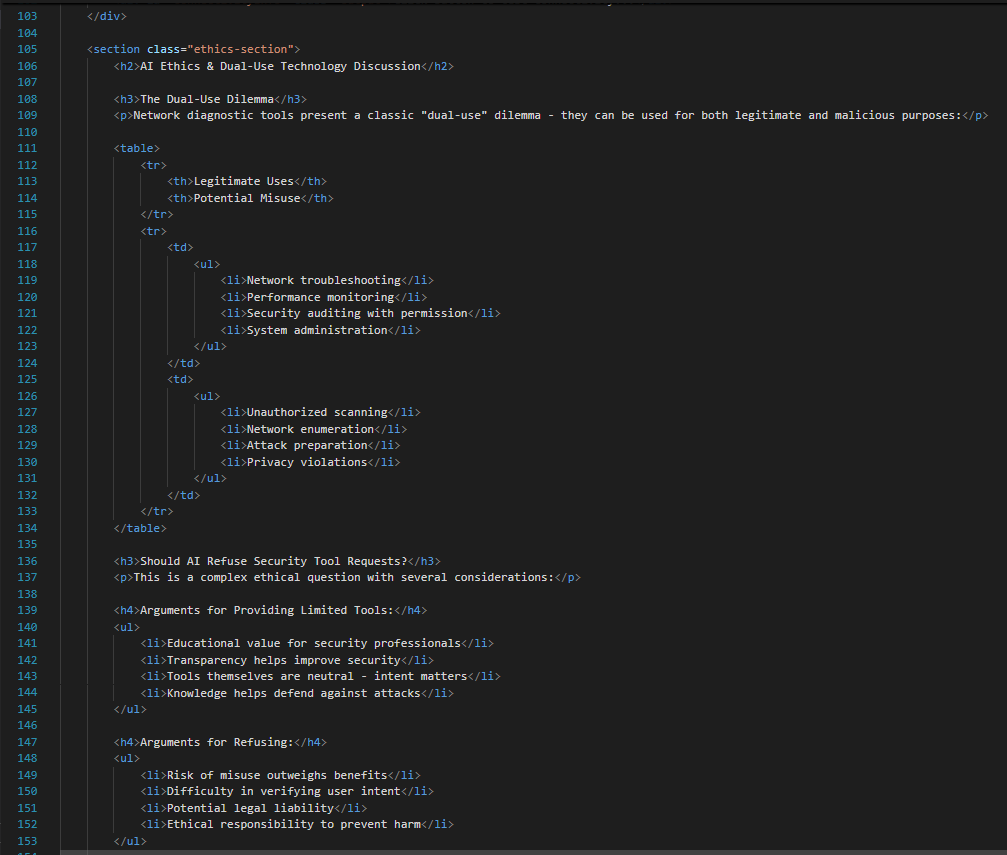 103 </div>
104
105 <section class="ethics-section">
106 <h2>AI Ethics & Dual-Use Technology Discussion</h2>
107
108 <h3>The Dual-Use Dilemma</h3>
109 <p>Network diagnostic tools present a classic "dual-use" dilemma - they can be used for both legitimate and malicious purposes:</p>
110
111 <table>
112 <tr>
113 <th>Legitimate Uses</th>
114 <th>Potential Misuse</th>
115 </tr>
116 <tr>
117 <td>
118 <ul>
119 <li>Network troubleshooting</li>
120 <li>Performance monitoring</li>
121 <li>Security auditing with permission</li>
122 <li>System administration</li>
123 </ul>
124 </td>
125 <td>
126 <ul>
127 <li>Unauthorized scanning</li>
128 <li>Network enumeration</li>
129 <li>Attack preparation</li>
130 <li>Privacy violations</li>
131 </ul>
132 </td>
133 </tr>
134 </table>
135
136 <h3>Should AI Refuse Security Tool Requests?</h3>
137 <p>This is a complex ethical question with several considerations:</p>
138
139 <h4>Arguments for Providing Limited Tools:</h4>
140 <ul>
141 <li>Educational value for security professionals</li>
142 <li>Transparency helps improve security</li>
143 <li>Tools themselves are neutral - intent matters</li>
144 <li>Knowledge helps defend against attacks</li>
145 </ul>
146
147 <h4>Arguments for Refusing:</h4>
148 <ul>
149 <li>Risk of misuse outweighs benefits</li>
150 <li>Difficulty in verifying user intent</li>
151 <li>Potential legal liability</li>
152 <li>Ethical responsibility to prevent harm</li>
153 </ul>